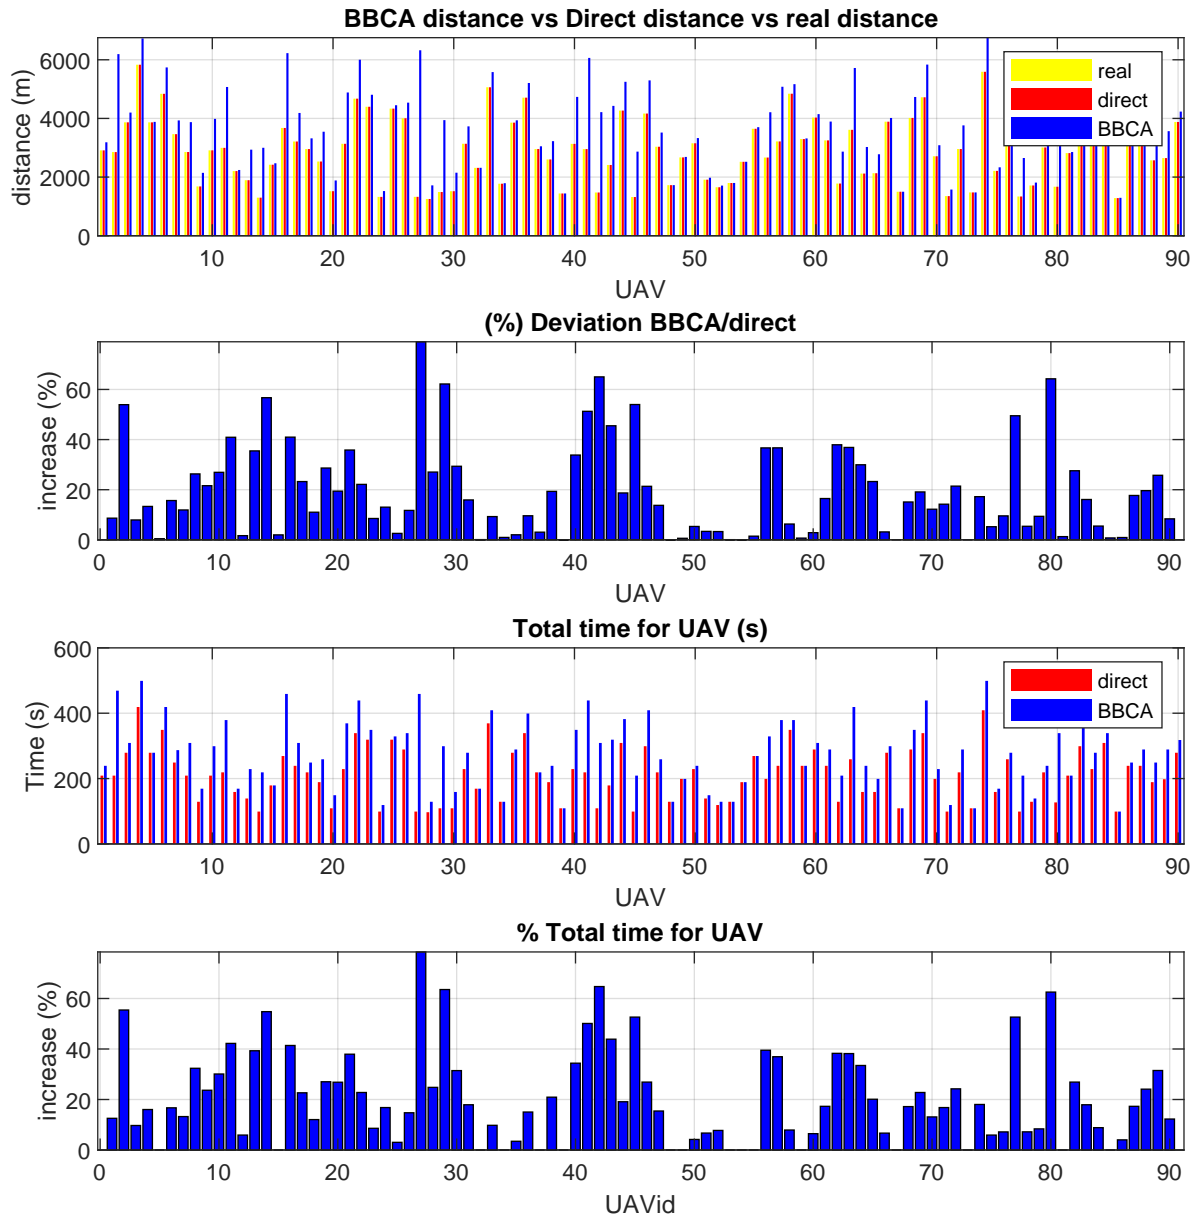 BBCA distance vs Direct distance vs real distance
distance (m)
6000
4000
2000
0
real
direct
BBCA
10 20 30 40 50 60 70 80 90
UAV
(%) Deviation BBCA/direct
increase (%)
60
40
20
0
0 10 20 30 40 50 60 70 80 90
UAV
Total time for UAV (s)
Time (s)
600
400
200
0
direct
BBCA
10 20 30 40 50 60 70 80 90
UAV
% Total time for UAV
increase (%)
60
40
20
0
0 10 20 30 40 50 60 70 80 90
UAVid